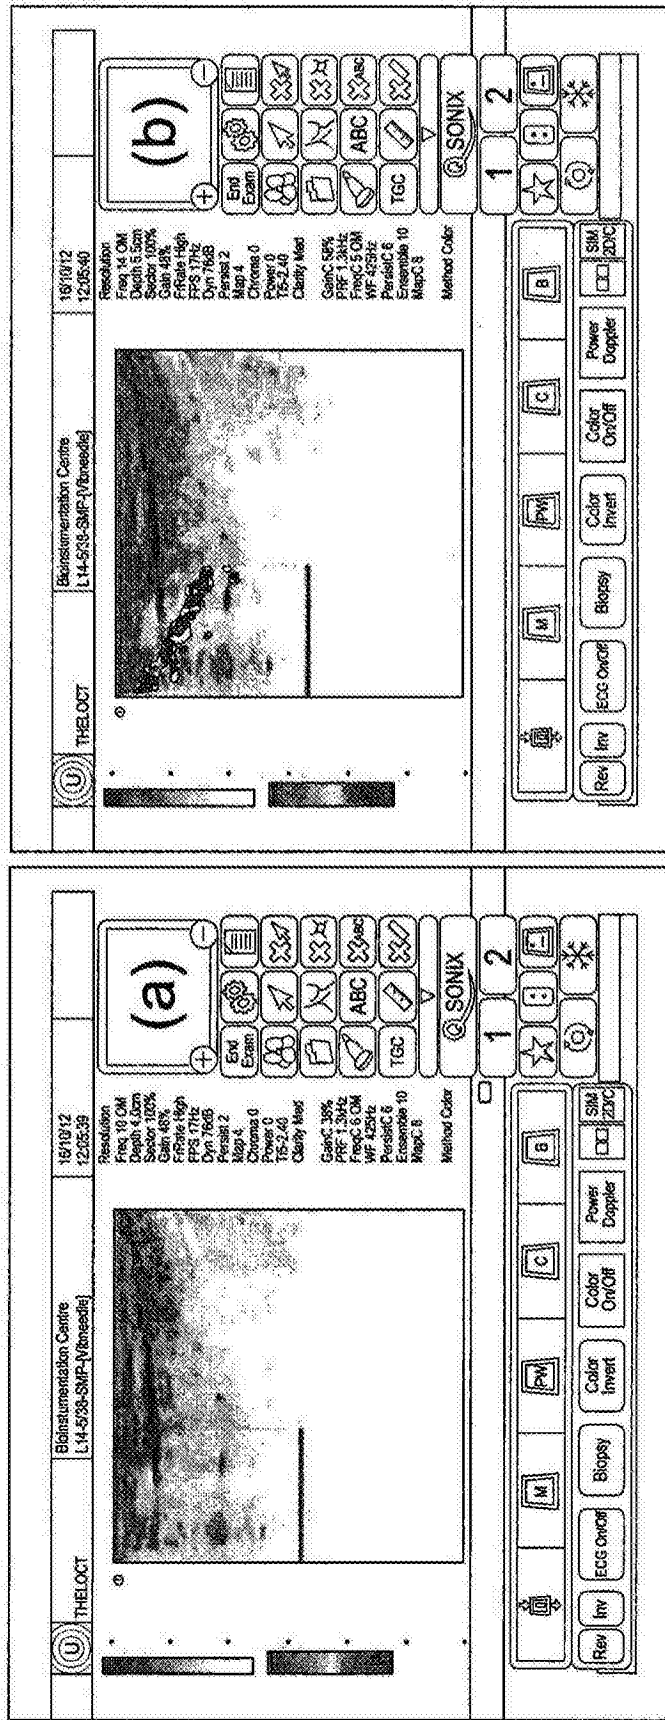 U
THELOCT
Bioinstumentation Centre
L14-5/38-SMP-[Vibneedle]
16/10/12
12:05:39
(a)
Resolution
Freq 10 OM
Depth 4.0cm
Sector 100%
Gain 48%
FrRate High
FPS 17Hz
Dyn 76dB
Persist 2
Map 4
Chroma 0
Power 0
TI5-2.40
Clarity Med
GanC 38%
PRF 1.3kHz
FreqC 6 OM
WF 425Hz
PersistC 6
Ensemble 10
MapC 8
Method Color
End Exam
ABC
ABC
TGC
SONIX
1
2
M
PW
C
B
Rev
Inv
ECG On/Off
Biopsy
Color Invert
Color On/Off
Power Doppler
SIM
2D/C
U
THELOCT
Bioinstumentation Centre
L14-5/38-SMP-[Vibneedle]
16/10/12
12:05:40
(b)
Resolution
Freq 14 OM
Depth 5.5cm
Sector 100%
Gain 48%
FrRate High
FPS 17Hz
Dyn 76dB
Persist 2
Map 4
Chroma 0
Power 0
TI5-2.40
Clarity Med
GanC 58%
PRF 1.3kHz
FreqC 5 OM
WF 425Hz
PersistC 6
Ensemble 10
MapC 8
Method Color
End Exam
ABC
ABC
TGC
SONIX
1
2
M
PW
C
B
Rev
Inv
ECG On/Off
Biopsy
Color Invert
Color On/Off
Power Doppler
SIM
2D/C